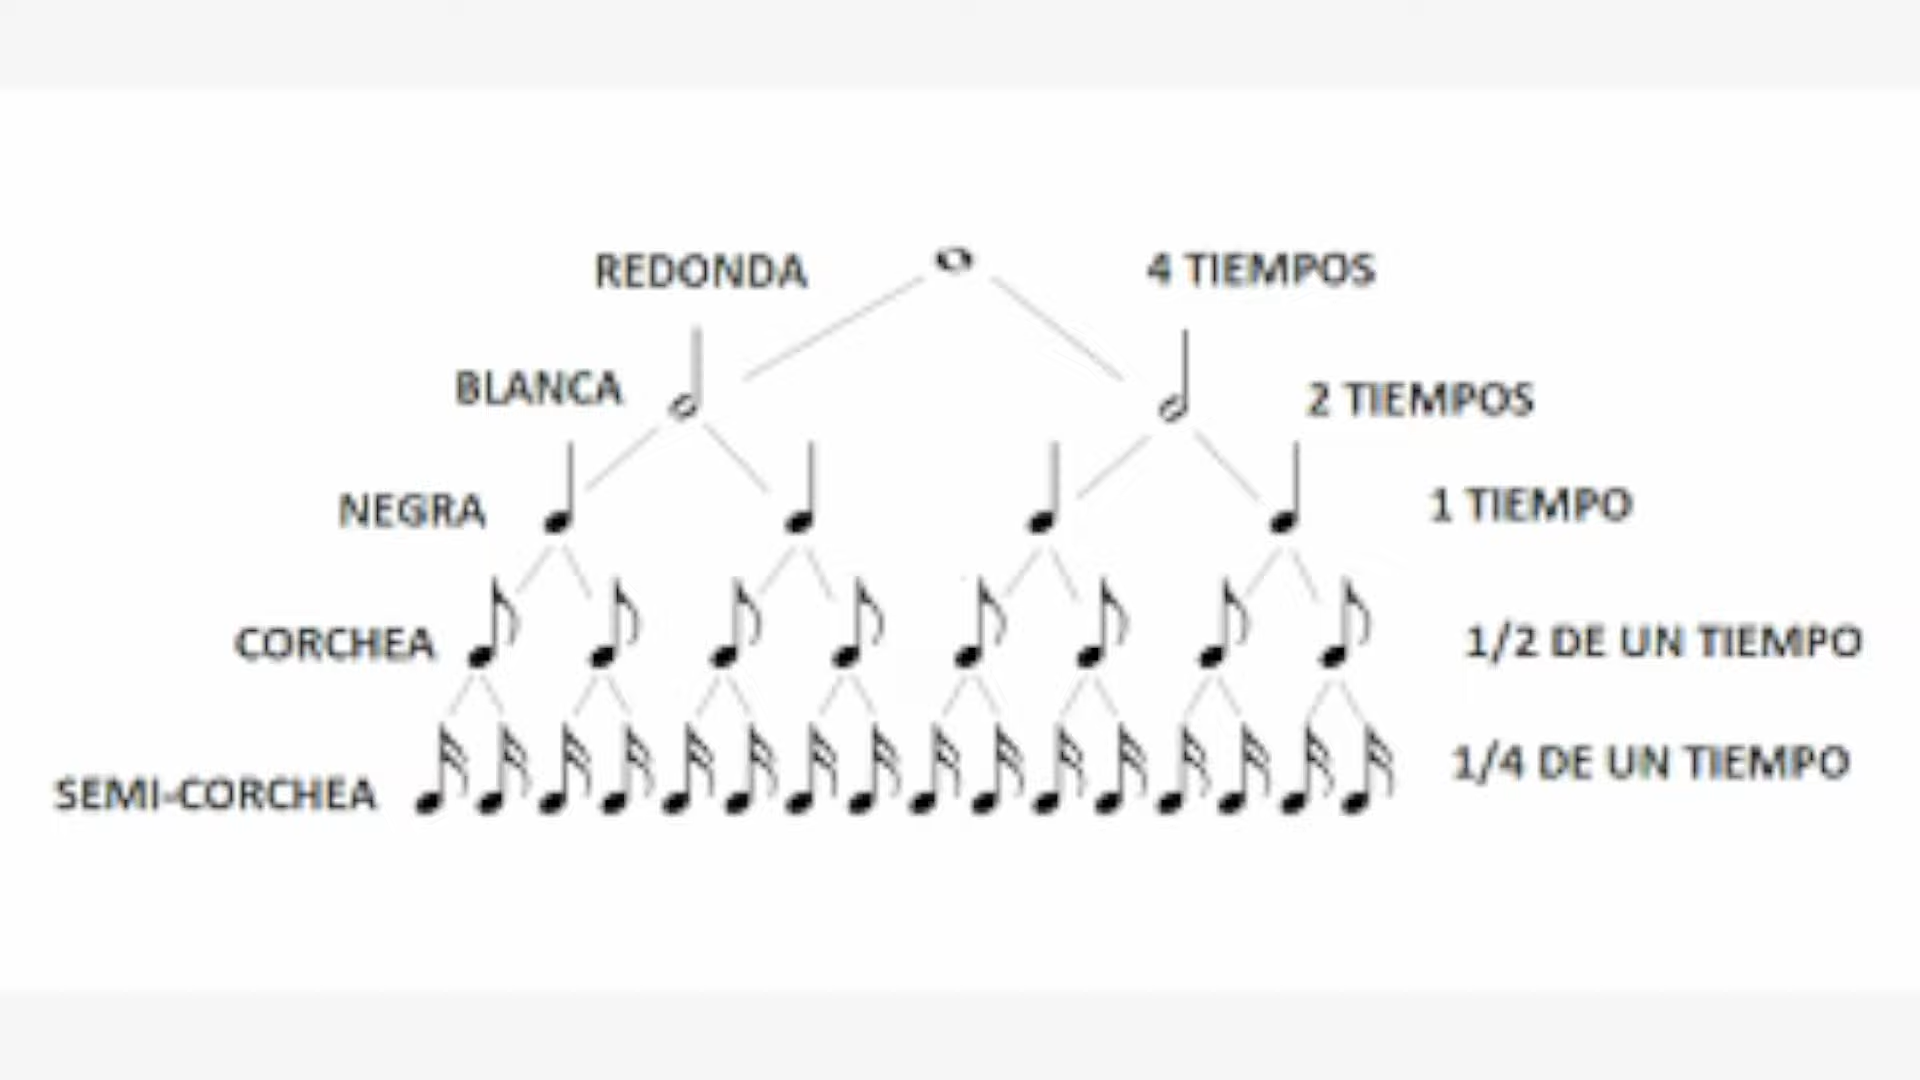 REDONDA 4 TIEMPOS
BLANCA 2 TIEMPOS
NEGRA 1 TIEMPO
CORCHEA 1/2 DE UN TIEMPO
SEMI-CORCHEA 1/4 DE UN TIEMPO